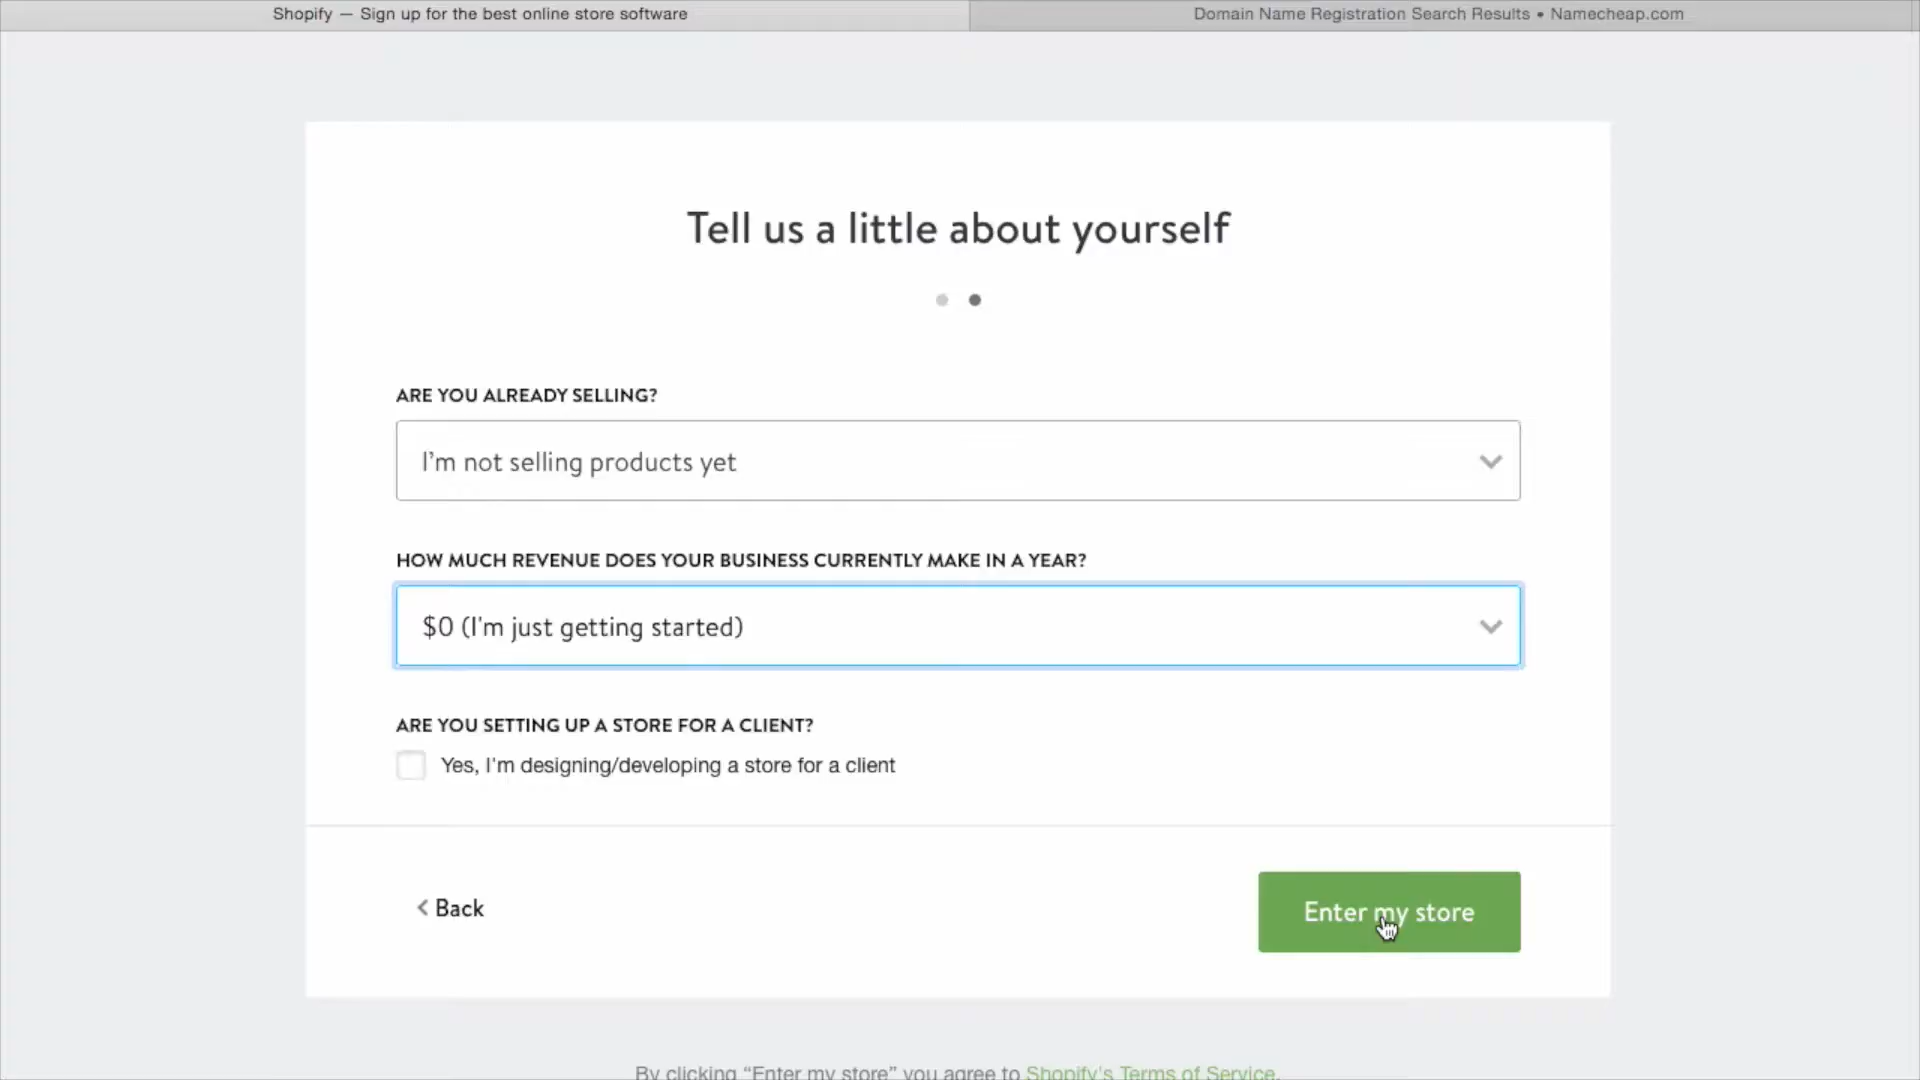 Shopify — Sign up for the best online store software
Domain Name Registration Search Results • Namecheap.com
Tell us a little about yourself
ARE YOU ALREADY SELLING?
I’m not selling products yet
HOW MUCH REVENUE DOES YOUR BUSINESS CURRENTLY MAKE IN A YEAR?
$0 (I'm just getting started)
ARE YOU SETTING UP A STORE FOR A CLIENT?
Yes, I'm designing/developing a store for a client
Back
Enter my store
By clicking “Enter my store” you agree to Shopify's Terms of Service.